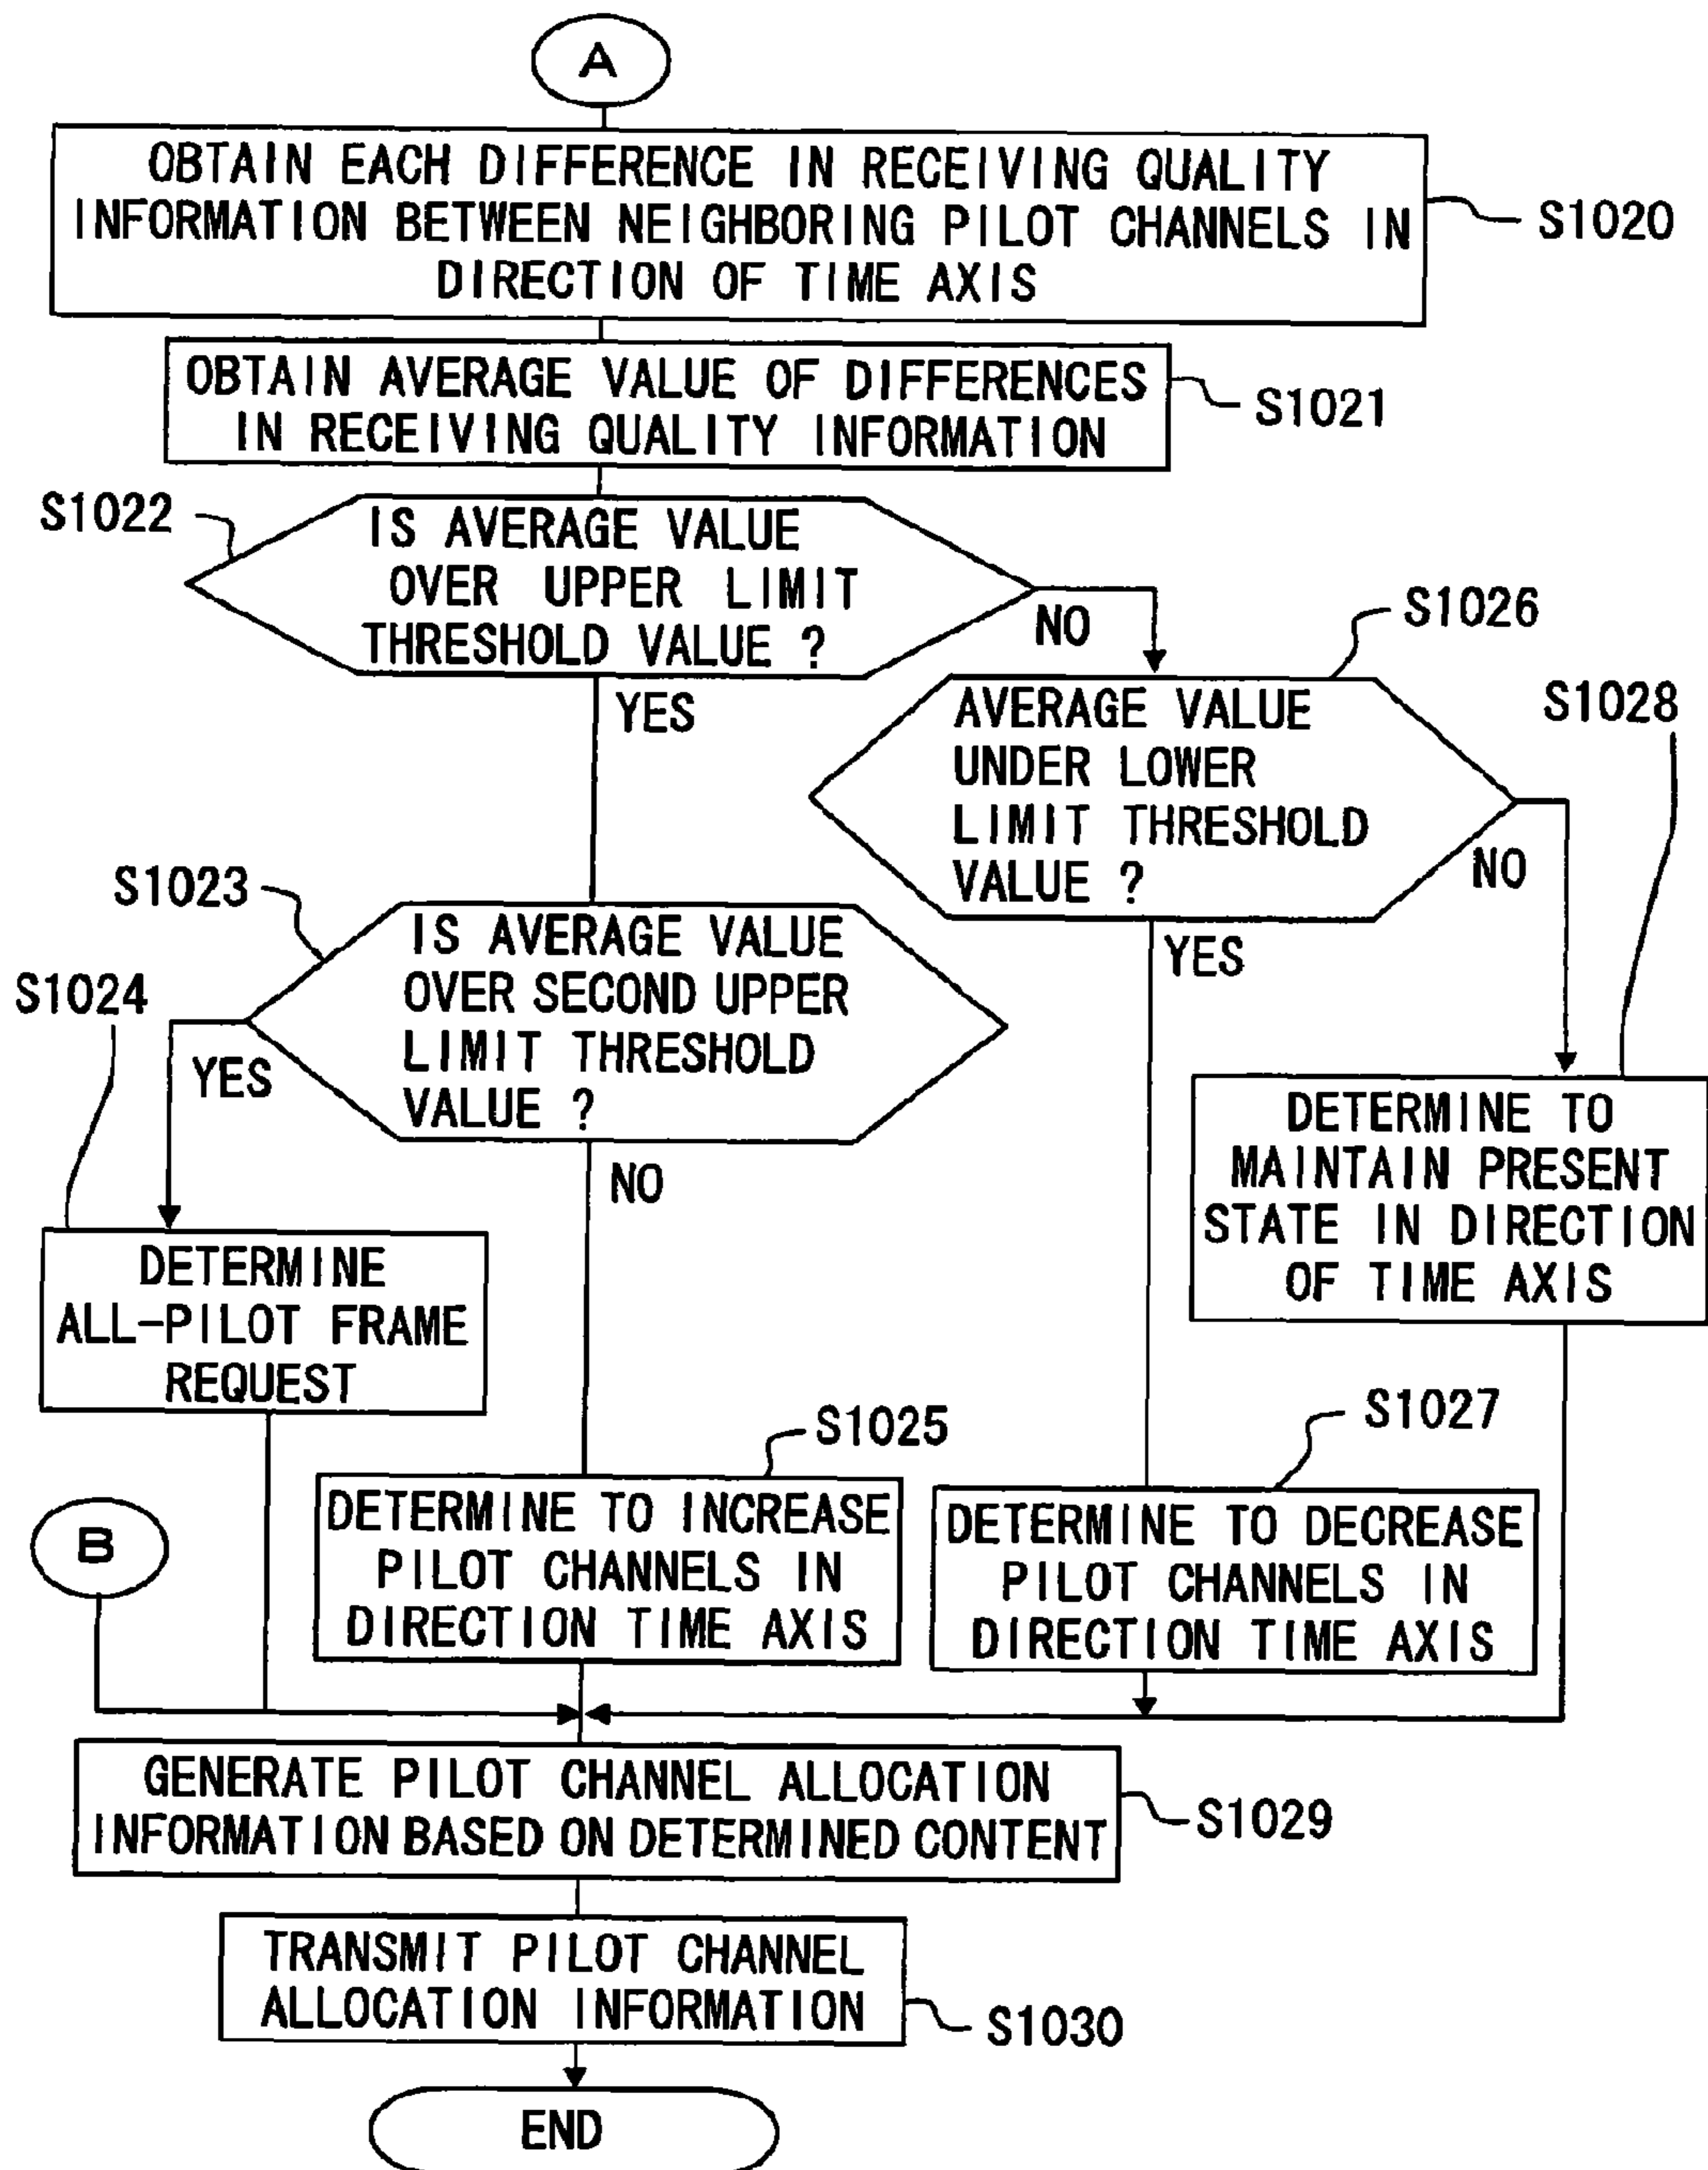 A
OBTAIN EACH DIFFERENCE IN RECEIVING QUALITY
INFORMATION BETWEEN NEIGHBORING PILOT CHANNELS IN
DIRECTION OF TIME AXIS
S1020
OBTAIN AVERAGE VALUE OF DIFFERENCES
IN RECEIVING QUALITY INFORMATION
S1021
S1022
IS AVERAGE VALUE
OVER UPPER LIMIT
THRESHOLD VALUE ?
NO
YES
S1026
AVERAGE VALUE
UNDER LOWER
LIMIT THRESHOLD
VALUE ?
NO
YES
S1028
S1023
IS AVERAGE VALUE
OVER SECOND UPPER
LIMIT THRESHOLD
VALUE ?
YES
NO
S1024
DETERMINE
ALL-PILOT FRAME
REQUEST
DETERMINE TO
MAINTAIN PRESENT
STATE IN DIRECTION
OF TIME AXIS
S1025
DETERMINE TO INCREASE
PILOT CHANNELS IN
DIRECTION TIME AXIS
S1027
DETERMINE TO DECREASE
PILOT CHANNELS IN
DIRECTION TIME AXIS
B
GENERATE PILOT CHANNEL ALLOCATION
INFORMATION BASED ON DETERMINED CONTENT
S1029
TRANSMIT PILOT CHANNEL
ALLOCATION INFORMATION
S1030
END